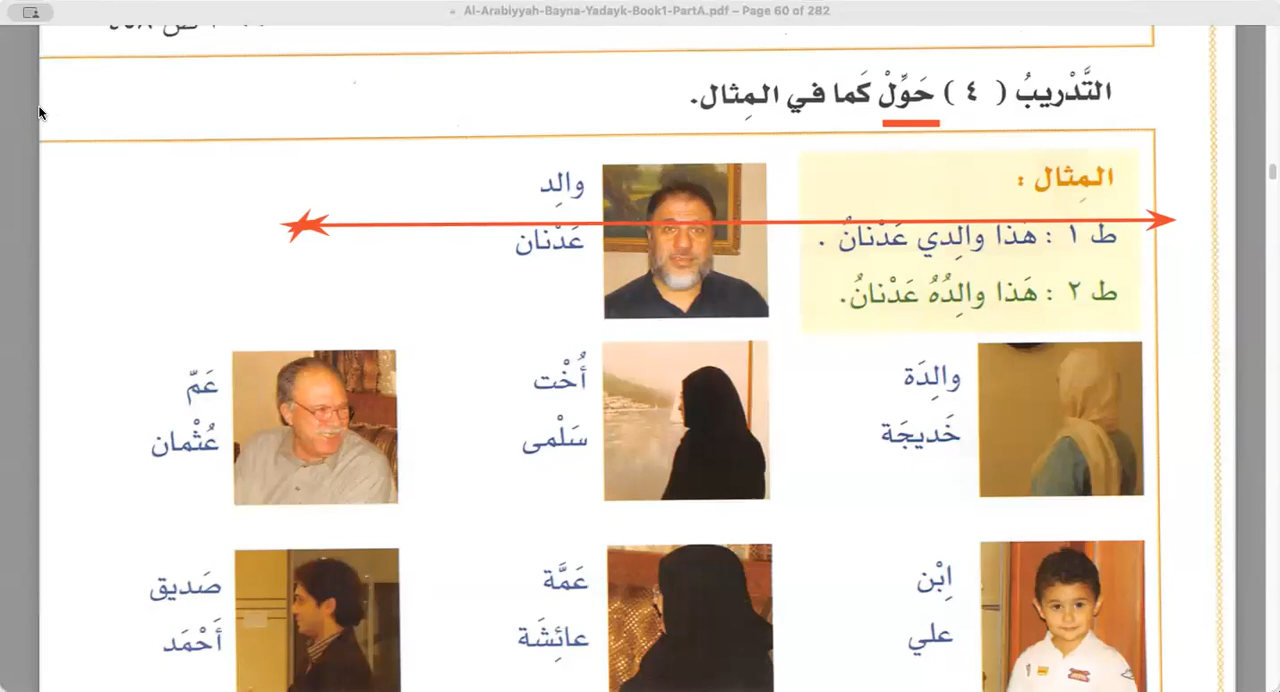 Al-Arabiyyah-Bayna-Yadayk-Book1-PartA.pdf – Page 60 of 282
التَّدْريبُ ( ٤ ) حَوِّلْ كَما في المِثال.
المِثال :
ط ١ : هَذا والِدي عَدْنانُ .
ط ٢ : هَذا والِدُهُ عَدْنانُ.
والِد
عَدْنان
والِدَة
خَديجَة
أُخْت
سَلْمى
عَمّ
عُثْمان
اِبْن
علي
عَمَّة
عائِشَة
صَديق
أَحْمَد